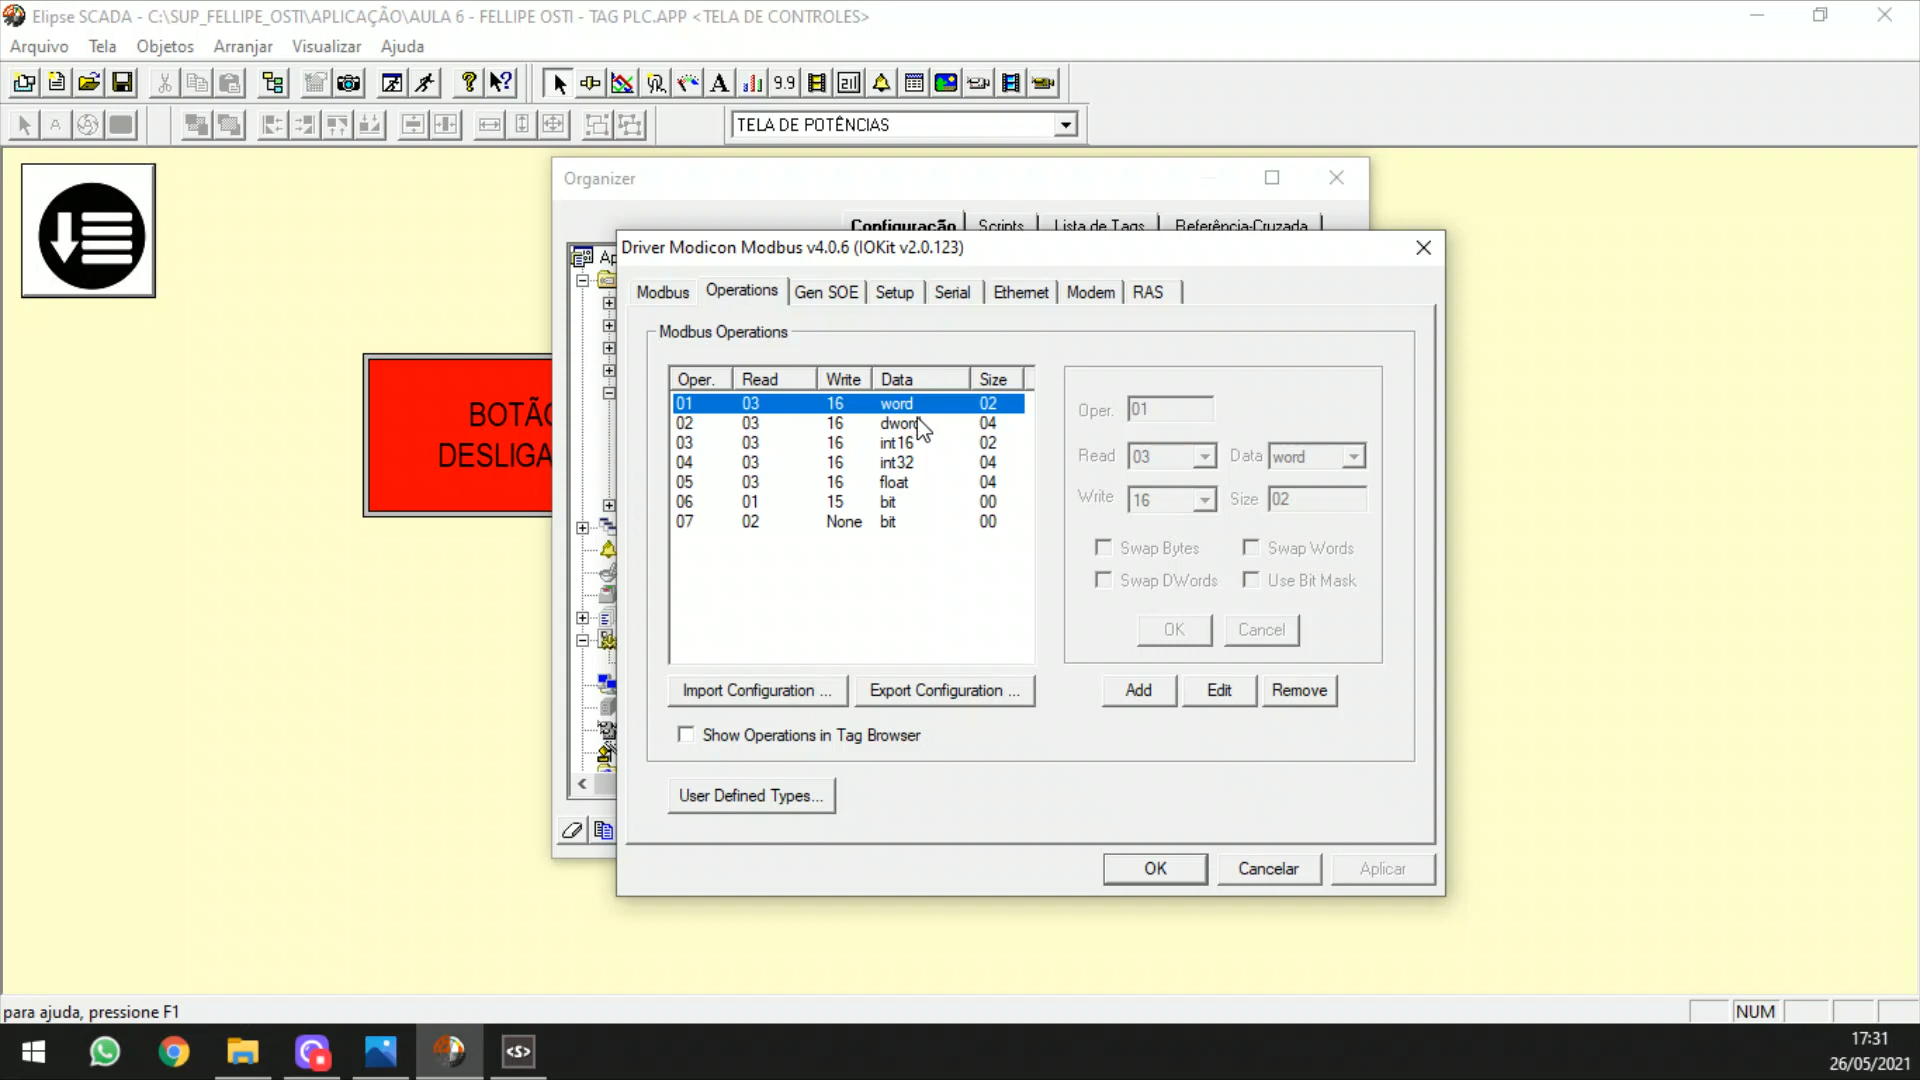 Elipse SCADA - C:\SUP_FELLIPE_OSTI\APLICAÇÃO\AULA 6 - FELLIPE OSTI - TAG PLC.APP <TELA DE CONTROLES>
Arquivo Tela Objetos Arranjar Visualizar Ajuda
A 9.9
A TELA DE POTÊNCIAS
Organizer
Configuração Scripts Lista de Tags Referência-Cruzada
Ap
Driver Modicon Modbus v4.0.6 (IOKit v2.0.123)
Modbus Operations Gen SOE Setup Serial Ethernet Modem RAS
Modbus Operations
Oper. Read Write Data Size
01 03 16 word 02
02 03 16 dword 04
03 03 16 int16 02
04 03 16 int32 04
05 03 16 float 04
06 01 15 bit 00
07 02 None bit 00
Oper. 01
Read 03 Data word
Write 16 Size 02
Swap Bytes Swap Words
Swap DWords Use Bit Mask
OK Cancel
Import Configuration ... Export Configuration ... Add Edit Remove
Show Operations in Tag Browser
User Defined Types...
OK Cancelar Aplicar
BOTÃO
DESLIGA
para ajuda, pressione F1
NUM
17:31
26/05/2021